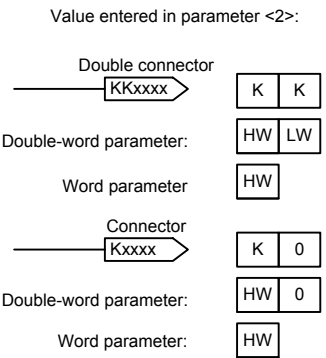 Value entered in parameter <2>:
Double connector
KKxxxx K K
Double-word parameter: HW LW
Word parameter HW
Connector
Kxxxx K 0
Double-word parameter: HW 0
Word parameter: HW